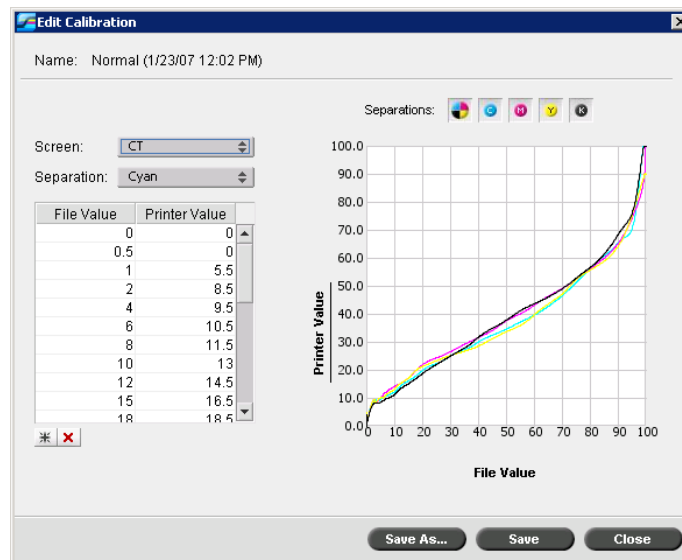 Edit Calibration
Name: Normal (1/23/07 12:02 PM)
Separations: C M Y K
Screen: CT
Separation: Cyan
File Value Printer Value
0 0
0.5 0
1 5.5
2 8.5
4 9.5
6 10.5
8 11.5
10 13
12 14.5
15 16.5
18 18.5
100.0
90.0
80.0
70.0
60.0
50.0
40.0
30.0
20.0
10.0
0.0
Printer Value
0 10 20 30 40 50 60 70 80 90 100
File Value
Save As... Save Close